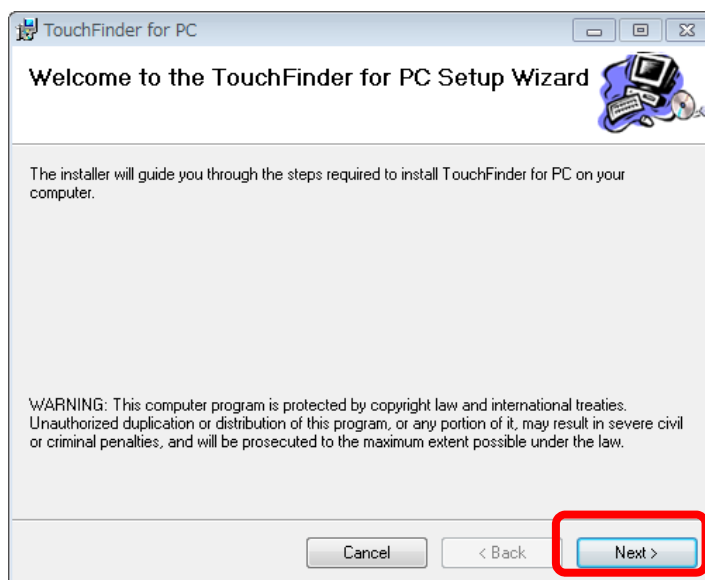 TouchFinder for PC
Welcome to the TouchFinder for PC Setup Wizard
The installer will guide you through the steps required to install TouchFinder for PC on your
computer.
WARNING: This computer program is protected by copyright law and international treaties.
Unauthorized duplication or distribution of this program, or any portion of it, may result in severe civil
or criminal penalties, and will be prosecuted to the maximum extent possible under the law.
Cancel
< Back
Next >